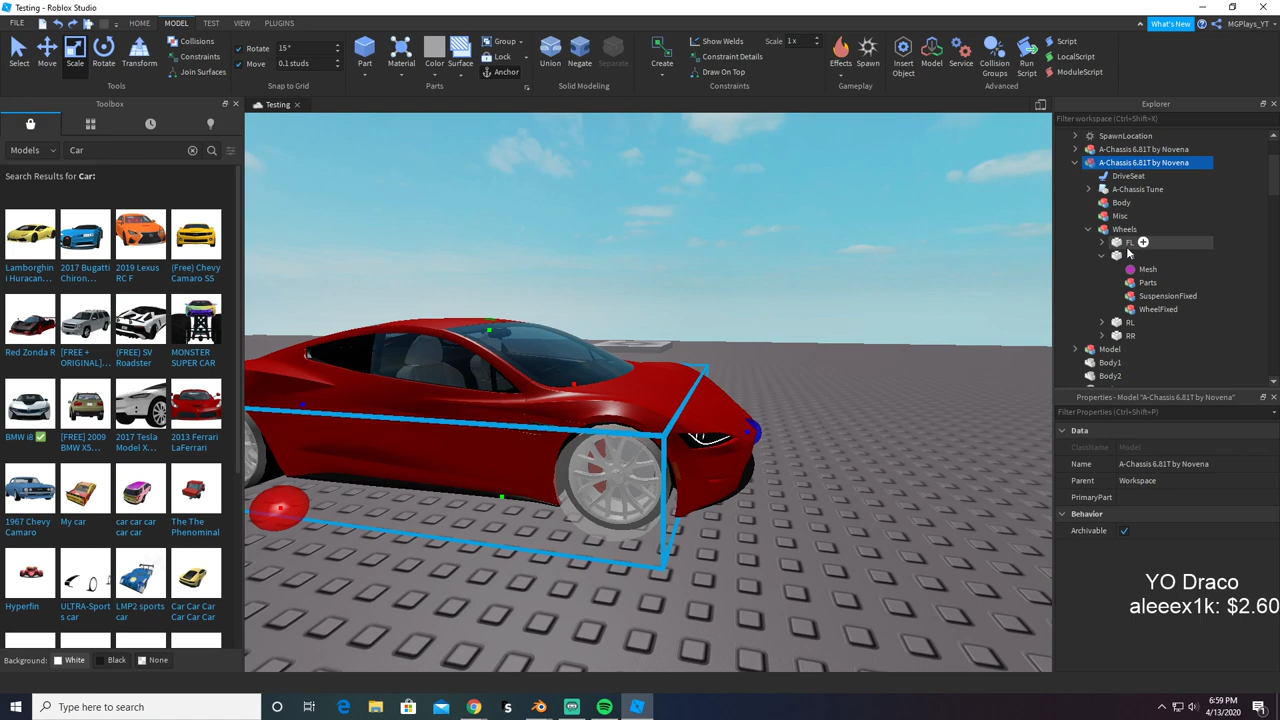 Testing - Roblox Studio
FILE HOME MODEL TEST VIEW PLUGINS What's New MGPlays_YT
Select Move Scale Rotate Transform
Collisions
Constraints
Join Surfaces
Rotate 15°
Move 0.1 studs
Part Material Color Surface
Group
Lock
Anchor
Union Negate Separate
Create
Show Welds Scale 1 x
Constraint Details
Draw On Top
Effects Spawn
Insert Object Model Service Collision Groups Run Script
Script
LocalScript
ModuleScript
Tools Snap to Grid Parts Solid Modeling Constraints Gameplay Advanced
Toolbox
Testing
Models Car
Search Results for Car:
Lamborghini Huracan...
2017 Bugatti Chiron...
2019 Lexus RC F
(Free) Chevy Camaro SS
Red Zonda R
[FREE + ORIGINAL]...
(FREE) SV Roadster
MONSTER SUPER CAR
BMW i8 ✅
[FREE] 2009 BMW X5...
2017 Tesla Model X...
2013 Ferrari LaFerrari
1967 Chevy Camaro
My car
car car car car car
The The Phenominal
Hyperfin
ULTRA-Sports car
LMP2 sports car
Car Car Car Car Car Car
Background: White Black None
Explorer
Filter workspace (Ctrl+Shift+X)
SpawnLocation
A-Chassis 6.81T by Novena
A-Chassis 6.81T by Novena
DriveSeat
A-Chassis Tune
Body
Misc
Wheels
FL
Mesh
Parts
SuspensionFixed
WheelFixed
RL
RR
Model
Body1
Body2
Properties - Model "A-Chassis 6.81T by Novena"
Filter Properties (Ctrl+Shift+P)
Data
ClassName Model
Name A-Chassis 6.81T by Novena
Parent Workspace
PrimaryPart
Behavior
Archivable
YO Draco
aleeex1k: $2.60
Type here to search
6:59 PM
4/13/2020